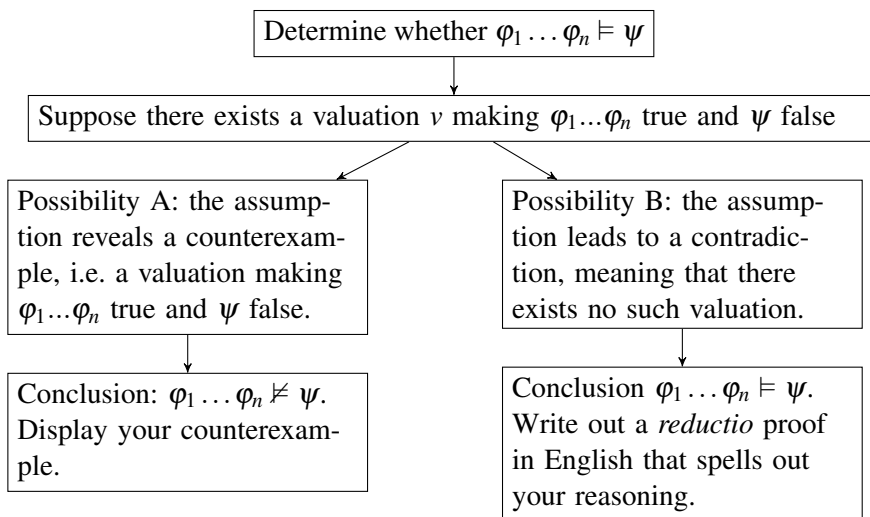 Determine whether φ₁ … φₙ ⊨ ψ
Suppose there exists a valuation v making φ₁...φₙ true and ψ false
Possibility A: the assump-
tion reveals a counterexam-
ple, i.e. a valuation making
φ₁...φₙ true and ψ false.
Possibility B: the assump-
tion leads to a contradic-
tion, meaning that there
exists no such valuation.
Conclusion: φ₁ … φₙ ⊭ ψ.
Display your counterexam-
ple.
Conclusion φ₁ … φₙ ⊨ ψ.
Write out a reductio proof
in English that spells out
your reasoning.